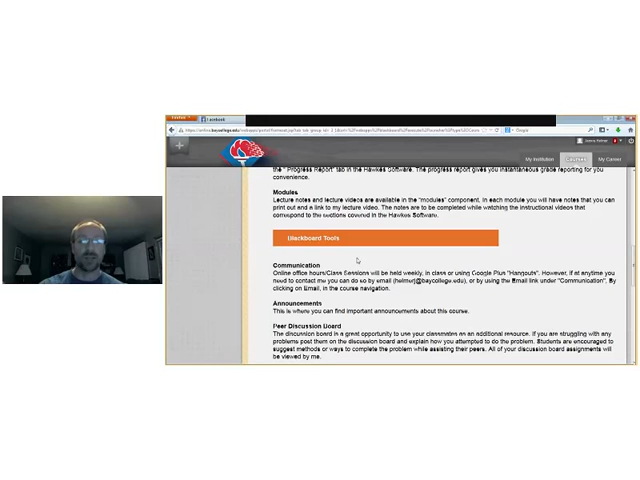 Firefox
Facebook
Google
My Institution
Courses
My Career
the " Progress Report" tab in the Hawkes Software. The progress report gives you instantaneous grade reporting for you
convenience.
Modules
Lecture notes and lecture videos are available in the "modules" component. In each module you will have notes that you can
print out and a link to my lecture video. The notes are to be completed while watching the instructional videos that
correspond to the sections covered in the Hawkes Software.
Blackboard Tools
Communication
Online office hours/Class Sessions will be held weekly, in class or using Google Plus "Hangouts". However, if at anytime you
need to contact me you can do so by email (helmerj@baycollege.edu), or by using the Email link under "Communication". By
clicking on Email, in the course navigation.
Announcements
This is where you can find important announcements about this course.
Peer Discussion Board
The discussion board is a great opportunity to use your classmates as an additional resource. If you are struggling with any
problems post them on the discussion board and explain how you attempted to do the problem. Students are encouraged to
suggest methods or ways to complete the problem while assisting their peers. All of your discussion board assignments will
be viewed by me.